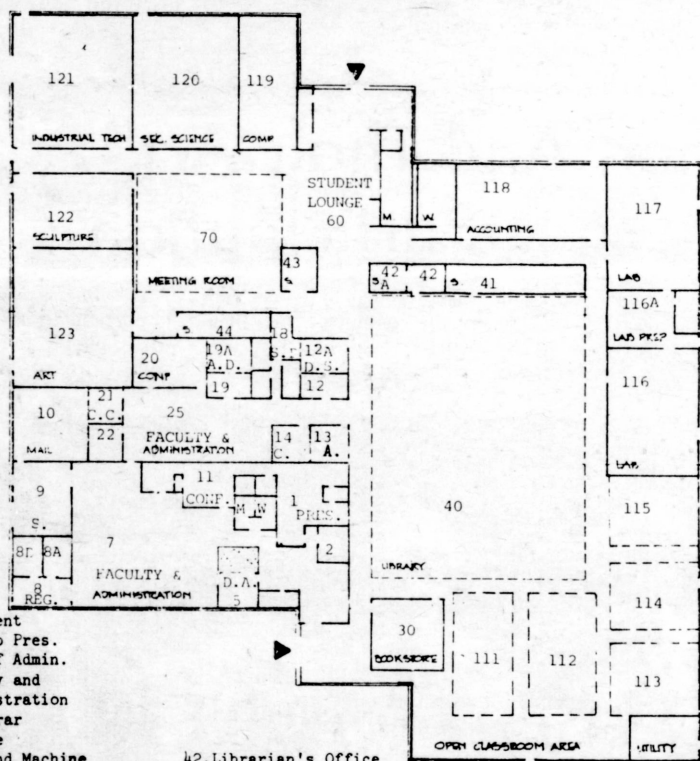 121
120
119
INDUSTRIAL TECH
SEC. SCIENCE
COMP
STUDENT
LOUNGE
60
M.
W.
118
ACCOUNTING
117
LAB
122
SCULPTURE
70
MEETING ROOM
43
S.
42
A
S
42
S.
41
116A
LAB PREP
123
ART
S
44
18
20
CONF
19A
A.D.
19
12A
D.S.
12
116
LAB
10
MAIL
21
C.C.
22
25
FACULTY &
ADMINISTRATION
14
C.
13
A.
9
S.
11
CONF.
M
W
1
PRES.
2
40
LIBRARY
115
8A
8
REG.
7
FACULTY &
ADMINISTRATION
D.A.
5
114
30
BOOKSTORE
111
112
113
OPEN CLASSROOM AREA
UTILITY
ent
o Pres.
f Admin.
y and
istration
rar
e
nd Machine
42.Librarian's Office